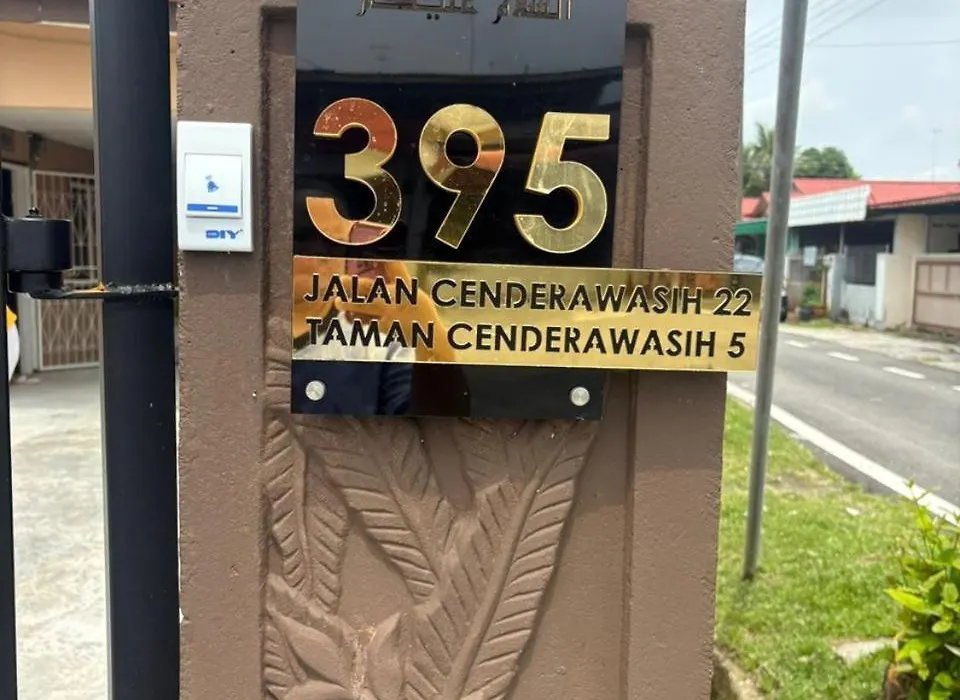 395
JALAN CENDERAWASIH 22
TAMAN CENDERAWASIH 5
DIY